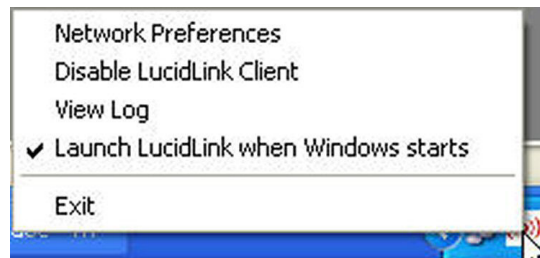 Network Preferences
Disable LucidLink Client
View Log
Launch LucidLink when Windows starts
Exit